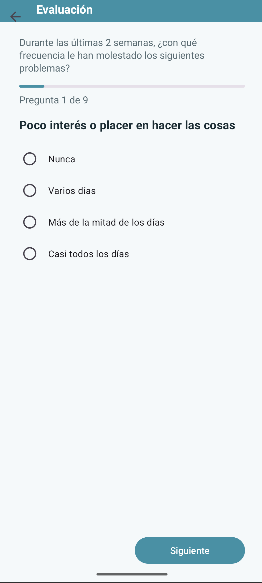 Evaluación
Durante las últimas 2 semanas, ¿con qué
frecuencia le han molestado los siguientes
problemas?
Pregunta 1 de 9
Poco interés o placer en hacer las cosas
Nunca
Varios días
Más de la mitad de los días
Casi todos los días
Siguiente